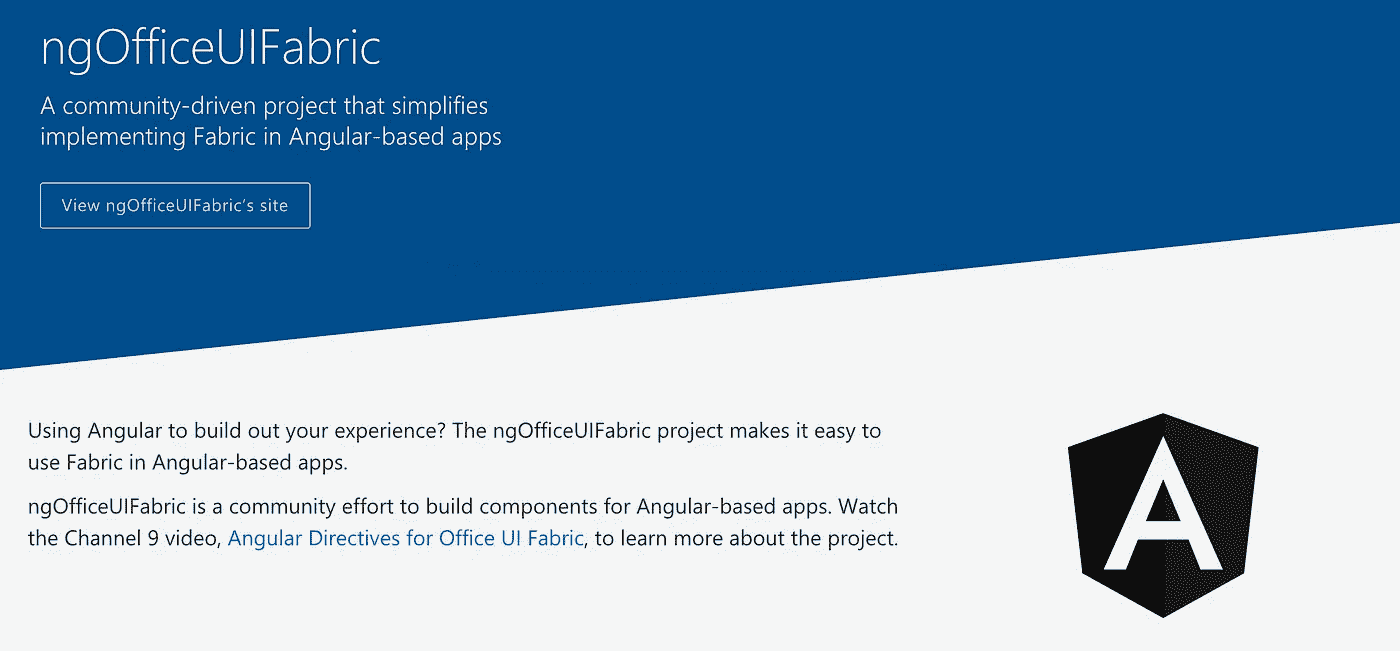 ngOfficeUIFabric
A community-driven project that simplifies
implementing Fabric in Angular-based apps
View ngOfficeUIFabric's site
Using Angular to build out your experience? The ngOfficeUIFabric project makes it easy to
use Fabric in Angular-based apps.
ngOfficeUIFabric is a community effort to build components for Angular-based apps. Watch
the Channel 9 video, Angular Directives for Office UI Fabric, to learn more about the project.
A